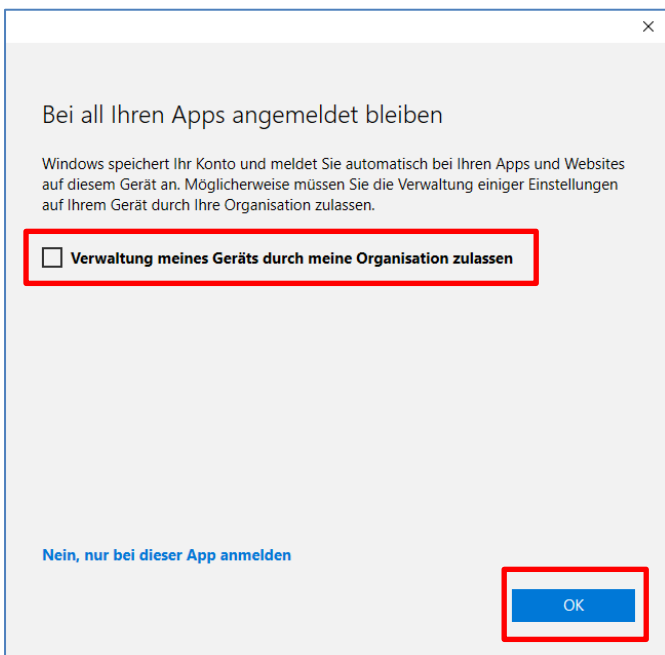 Bei all Ihren Apps angemeldet bleiben
Windows speichert Ihr Konto und meldet Sie automatisch bei Ihren Apps und Websites
auf diesem Gerät an. Möglicherweise müssen Sie die Verwaltung einiger Einstellungen
auf Ihrem Gerät durch Ihre Organisation zulassen.
Verwaltung meines Geräts durch meine Organisation zulassen
Nein, nur bei dieser App anmelden
OK